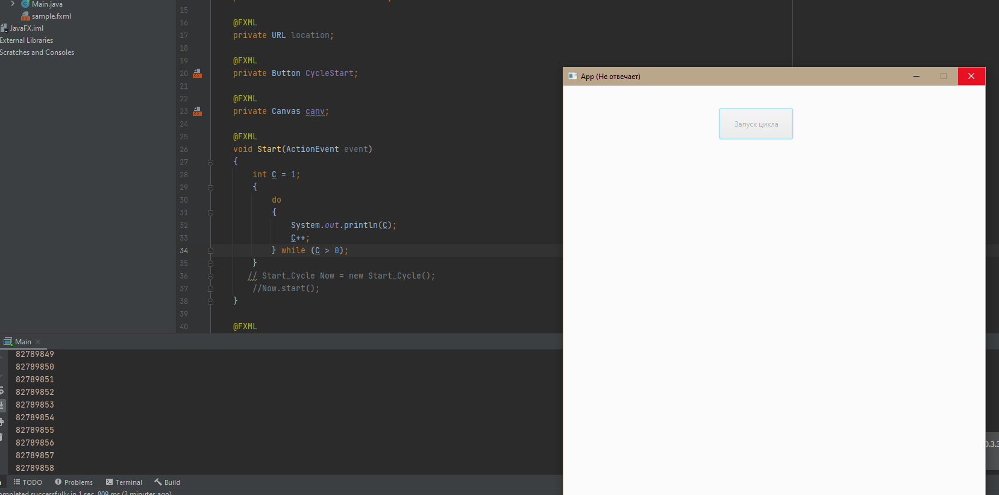 Main.java
sample.fxml
JavaFX.iml
External Libraries
Scratches and Consoles
15
16 @FXML
17 private URL location;
18
19 @FXML
20 private Button CycleStart;
21
22 @FXML
23 private Canvas canv;
24
25 @FXML
26 void Start(ActionEvent event)
27 {
28 int C = 1;
29 {
30 do
31 {
32 System.out.println(C);
33 C++;
34 } while (C > 0);
35 }
36 // Start_Cycle Now = new Start_Cycle();
37 //Now.start();
38 }
39
40 @FXML
App (Не отвечает)
Запуск цикла
Main
82789849
82789850
82789851
82789852
82789853
82789854
82789855
82789856
82789857
82789858
0.3.3
TODO Problems Terminal Build
ompleted successfully in 1 sec, 809 ms (3 minutes ago)